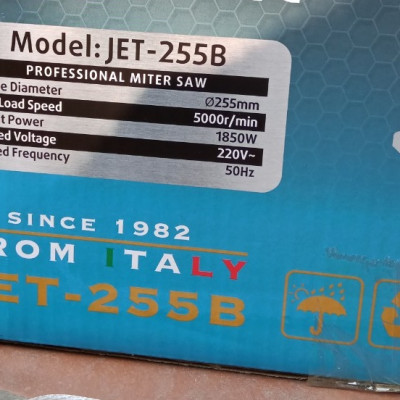 Model: JET-255B
PROFESSIONAL MITER SAW
e Diameter Ø255mm
Load Speed 5000r/min
t Power 1850W
ed Voltage 220V~
ed Frequency 50Hz
SINCE 1982
ROM ITALY
ET-255B